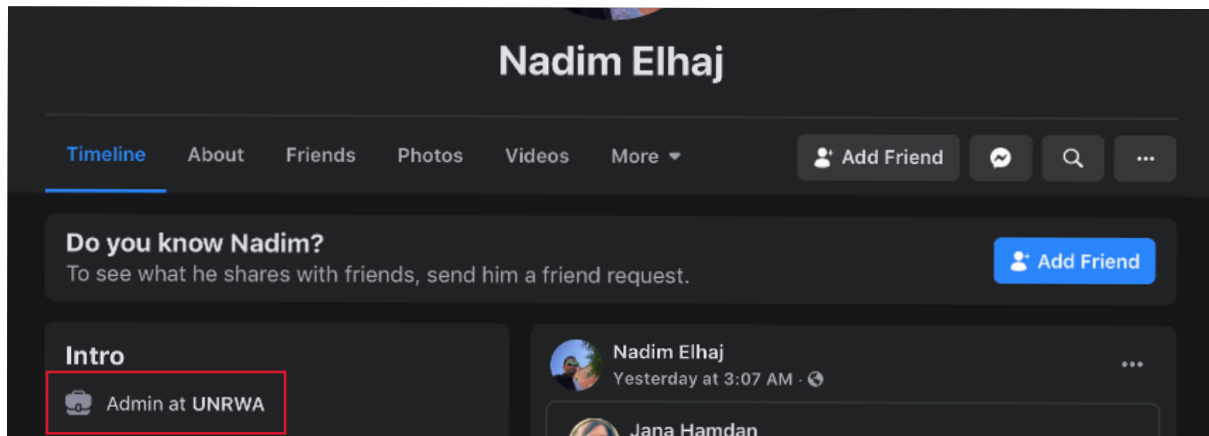 Nadim Elhaj
Timeline About Friends Photos Videos More Add Friend
Do you know Nadim?
To see what he shares with friends, send him a friend request.
Add Friend
Intro
Admin at UNRWA
Nadim Elhaj
Yesterday at 3:07 AM ·
Jana Hamdan